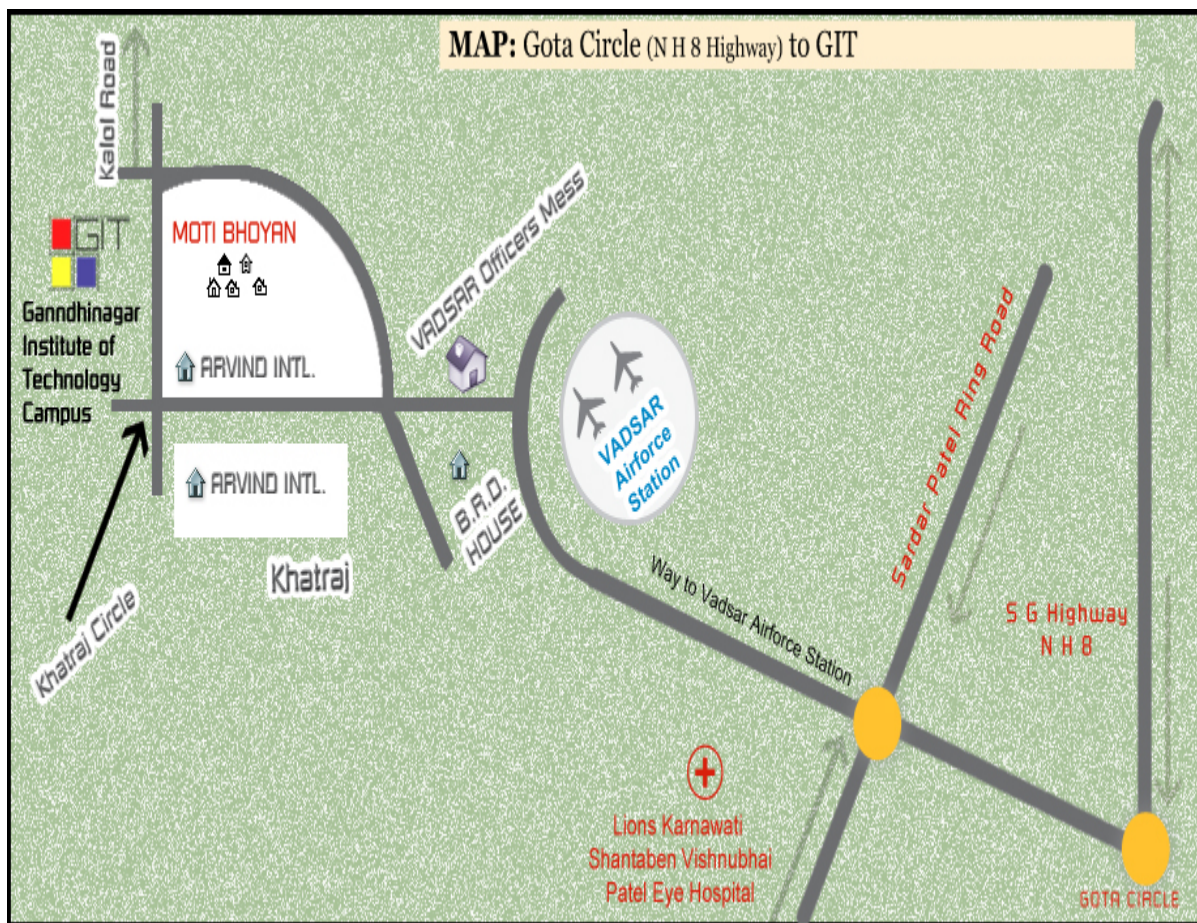 MAP: Gota Circle (N H 8 Highway) to GIT
Kalol Road
GIT
Ganndhinagar
Institute of
Technology
Campus
MOTI BHOYAN
ARVIND INTL.
ARVIND INTL.
VADSAR Officers Mess
VADSAR
Airforce
Station
B.R.D.
HOUSE
Khatraj
Khatraj Circle
Way to Vadsar Airforce Station
Sardar Patel Ring Road
S G Highway
N H 8
Lions Karnawati
Shantaben Vishnubhai
Patel Eye Hospital
GOTA CIRCLE